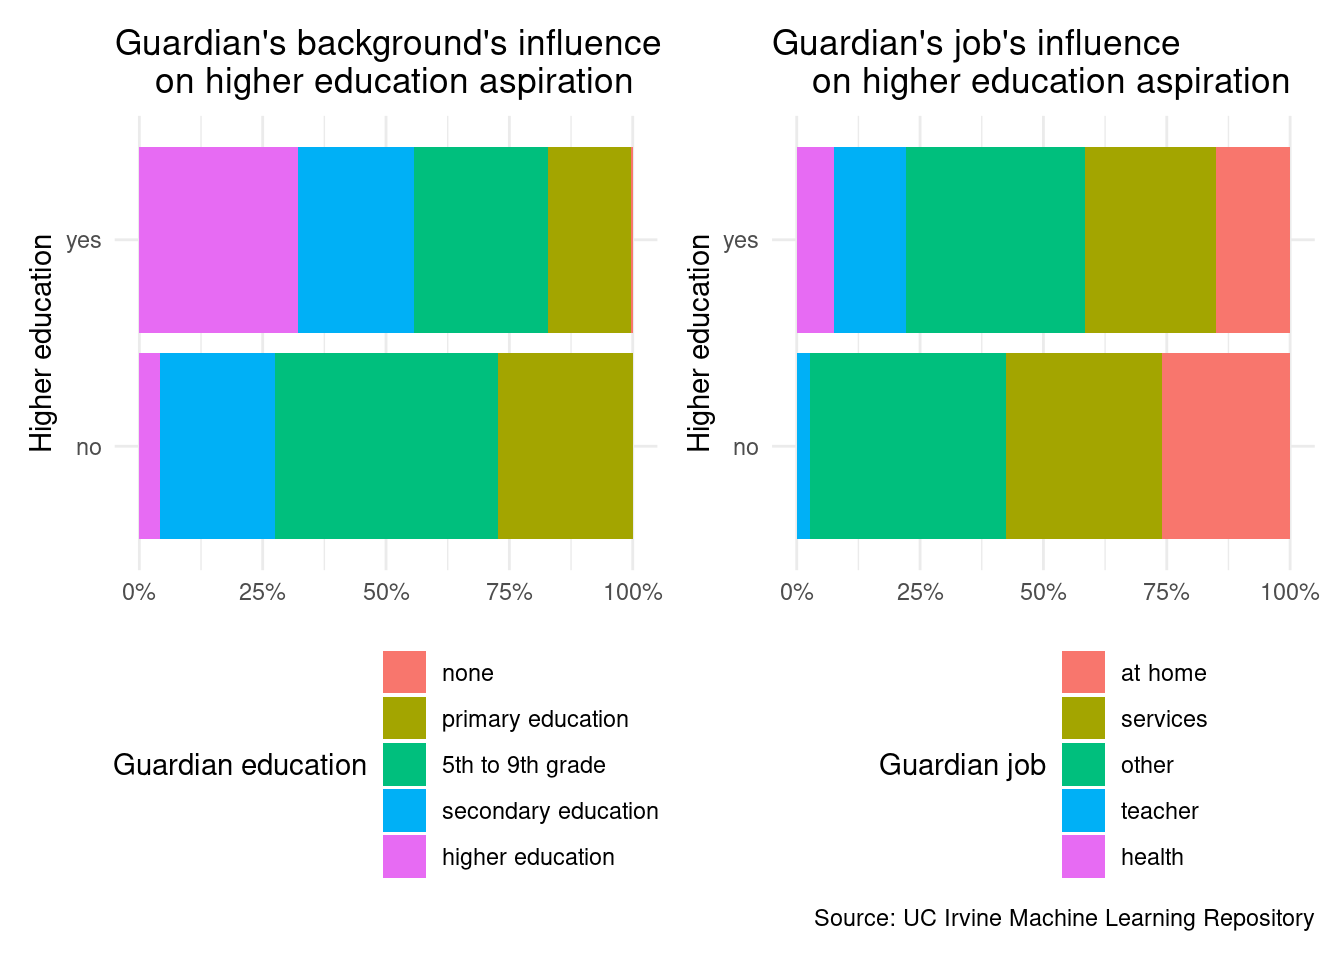 Guardian's background's influence
on higher education aspiration
Higher education
yes
no
0% 25% 50% 75% 100%
Guardian education
none
primary education
5th to 9th grade
secondary education
higher education
Guardian's job's influence
on higher education aspiration
Higher education
yes
no
0% 25% 50% 75% 100%
Guardian job
at home
services
other
teacher
health
Source: UC Irvine Machine Learning Repository